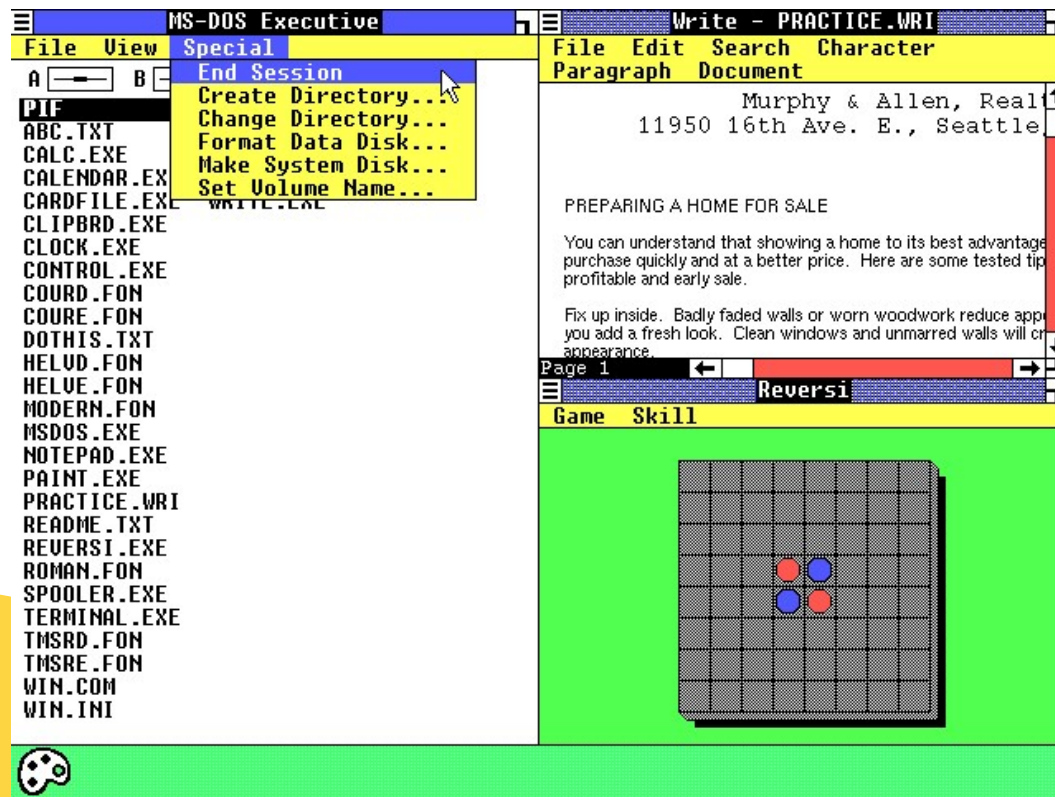 MS-DOS Executive
File View Special
A B
End Session
Create Directory...
Change Directory...
Format Data Disk...
Make System Disk...
Set Volume Name...
PIF
ABC.TXT
CALC.EXE
CALENDAR.EX
CARDFILE.EXE WRITE.EXE
CLIPBRD.EXE
CLOCK.EXE
CONTROL.EXE
COURD.FON
COURE.FON
DOTHIS.TXT
HELVD.FON
HELVE.FON
MODERN.FON
MSDOS.EXE
NOTEPAD.EXE
PAINT.EXE
PRACTICE.WRI
README.TXT
REVERSI.EXE
ROMAN.FON
SPOOLER.EXE
TERMINAL.EXE
TMSRD.FON
TMSRE.FON
WIN.COM
WIN.INI
Write - PRACTICE.WRI
File Edit Search Character
Paragraph Document
Murphy & Allen, Realt
11950 16th Ave. E., Seattle
PREPARING A HOME FOR SALE
You can understand that showing a home to its best advantage
purchase quickly and at a better price. Here are some tested tip
profitable and early sale.
Fix up inside. Badly faded walls or worn woodwork reduce appe
you add a fresh look. Clean windows and unmarred walls will cr
appearance.
Page 1
Reversi
Game Skill